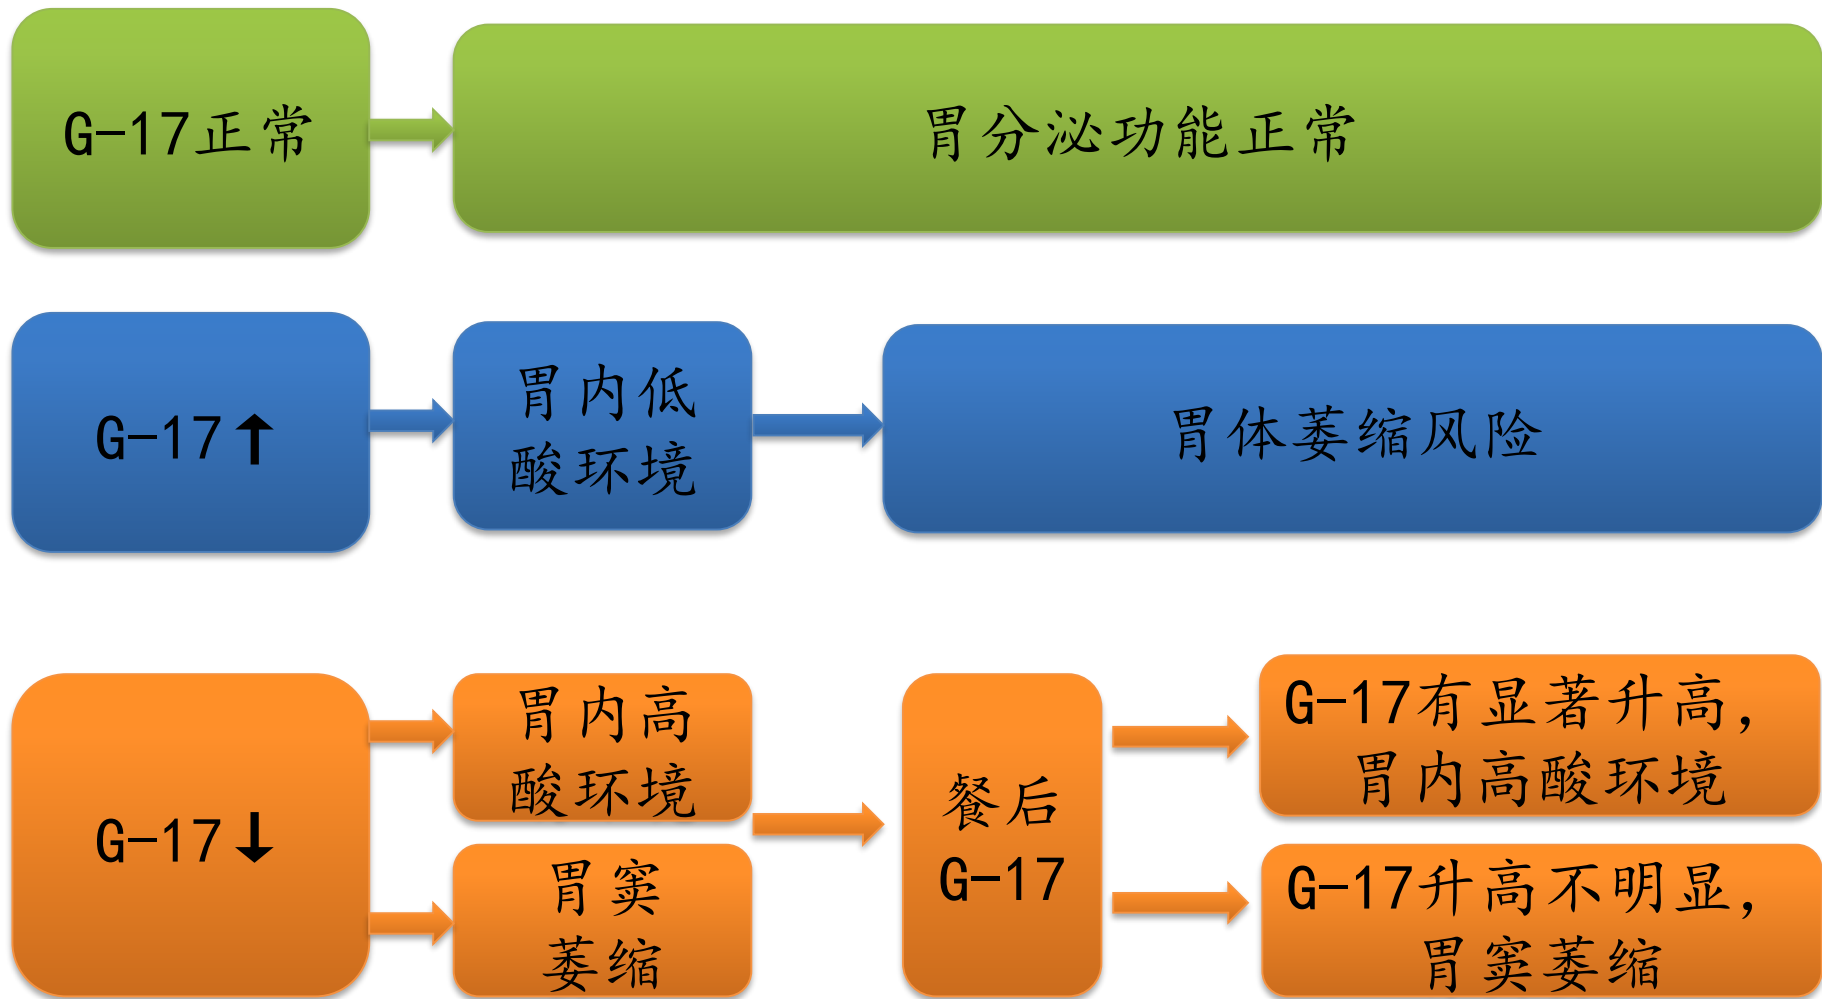 G-17正常
胃分泌功能正常
G-17↑
胃内低
酸环境
胃体萎缩风险
G-17↓
胃内高
酸环境
胃窦
萎缩
餐后
G-17
G-17有显著升高,
胃内高酸环境
G-17升高不明显,
胃窦萎缩